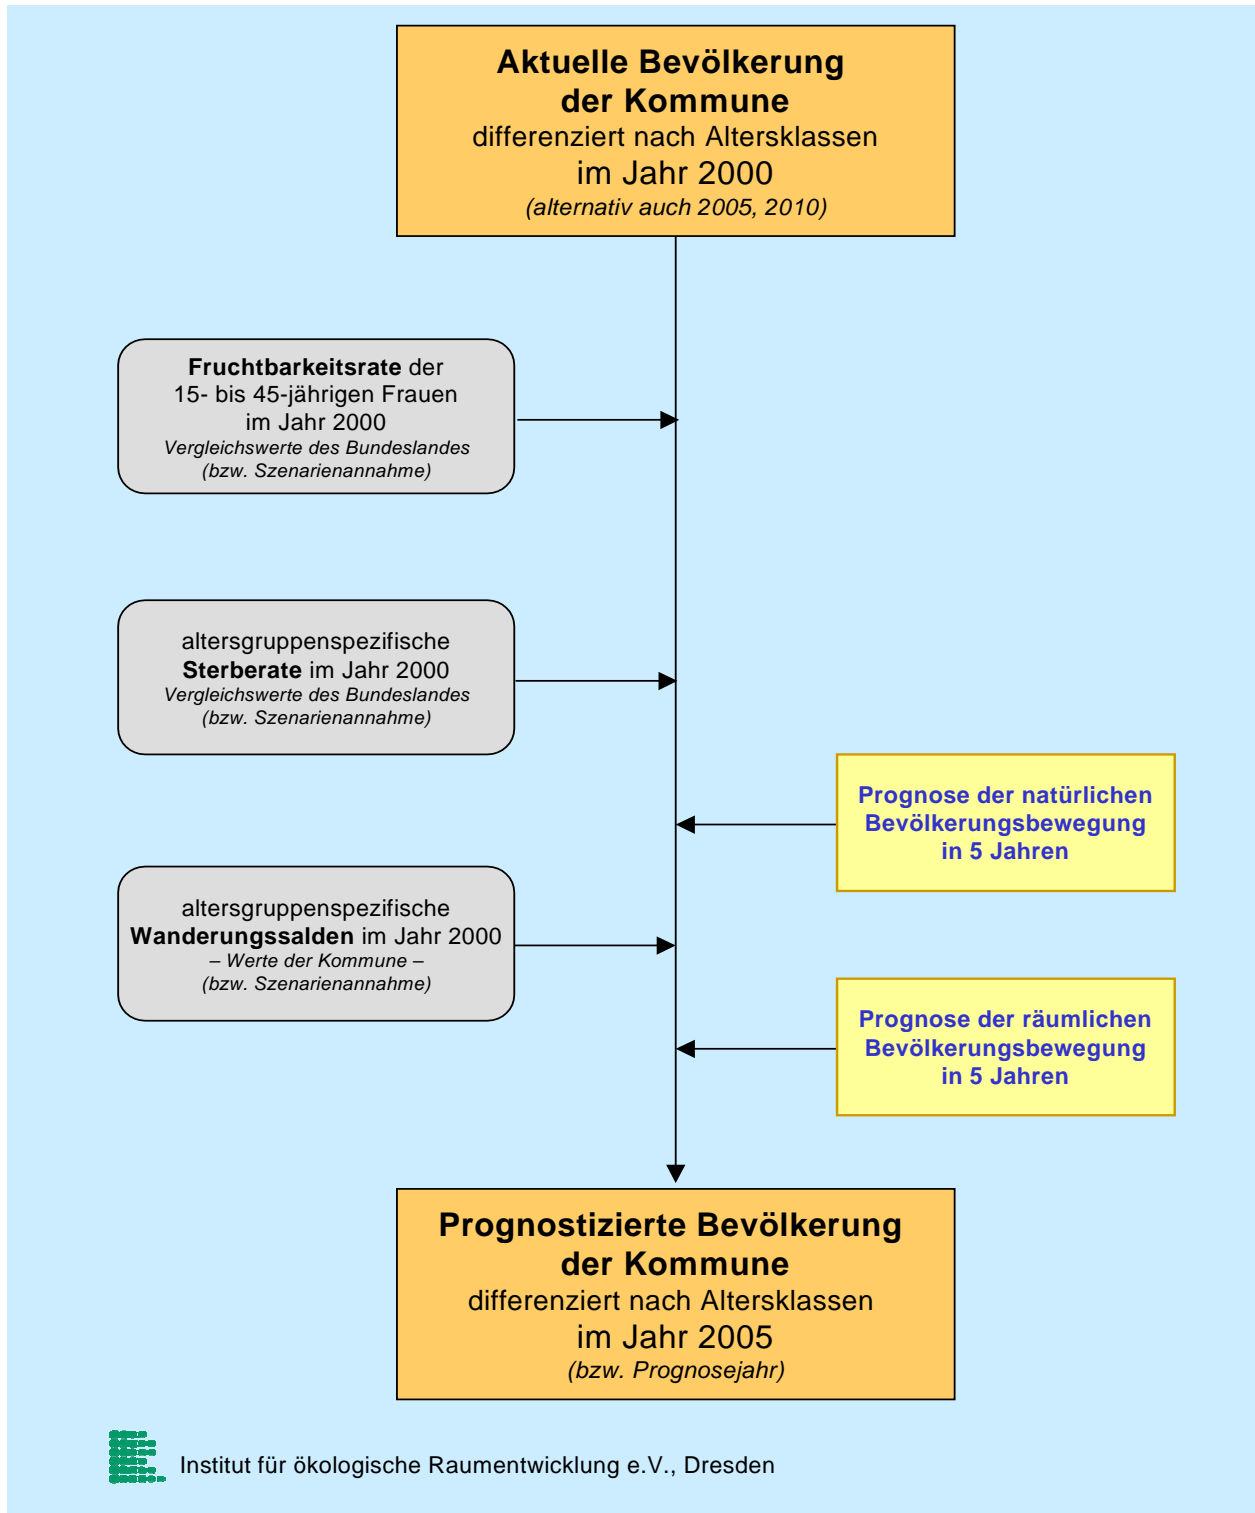 Aktuelle Bevölkerung
der Kommune
differenziert nach Altersklassen
im Jahr 2000
(alternativ auch 2005, 2010)
Fruchtbarkeitsrate der
15- bis 45-jährigen Frauen
im Jahr 2000
Vergleichswerte des Bundeslandes
(bzw. Szenarienannahme)
altersgruppenspezifische
Sterberate im Jahr 2000
Vergleichswerte des Bundeslandes
(bzw. Szenarienannahme)
Prognose der natürlichen
Bevölkerungsbewegung
in 5 Jahren
altersgruppenspezifische
Wanderungssalden im Jahr 2000
– Werte der Kommune –
(bzw. Szenarienannahme)
Prognose der räumlichen
Bevölkerungsbewegung
in 5 Jahren
Prognostizierte Bevölkerung
der Kommune
differenziert nach Altersklassen
im Jahr 2005
(bzw. Prognosejahr)
Institut für ökologische Raumentwicklung e.V., Dresden